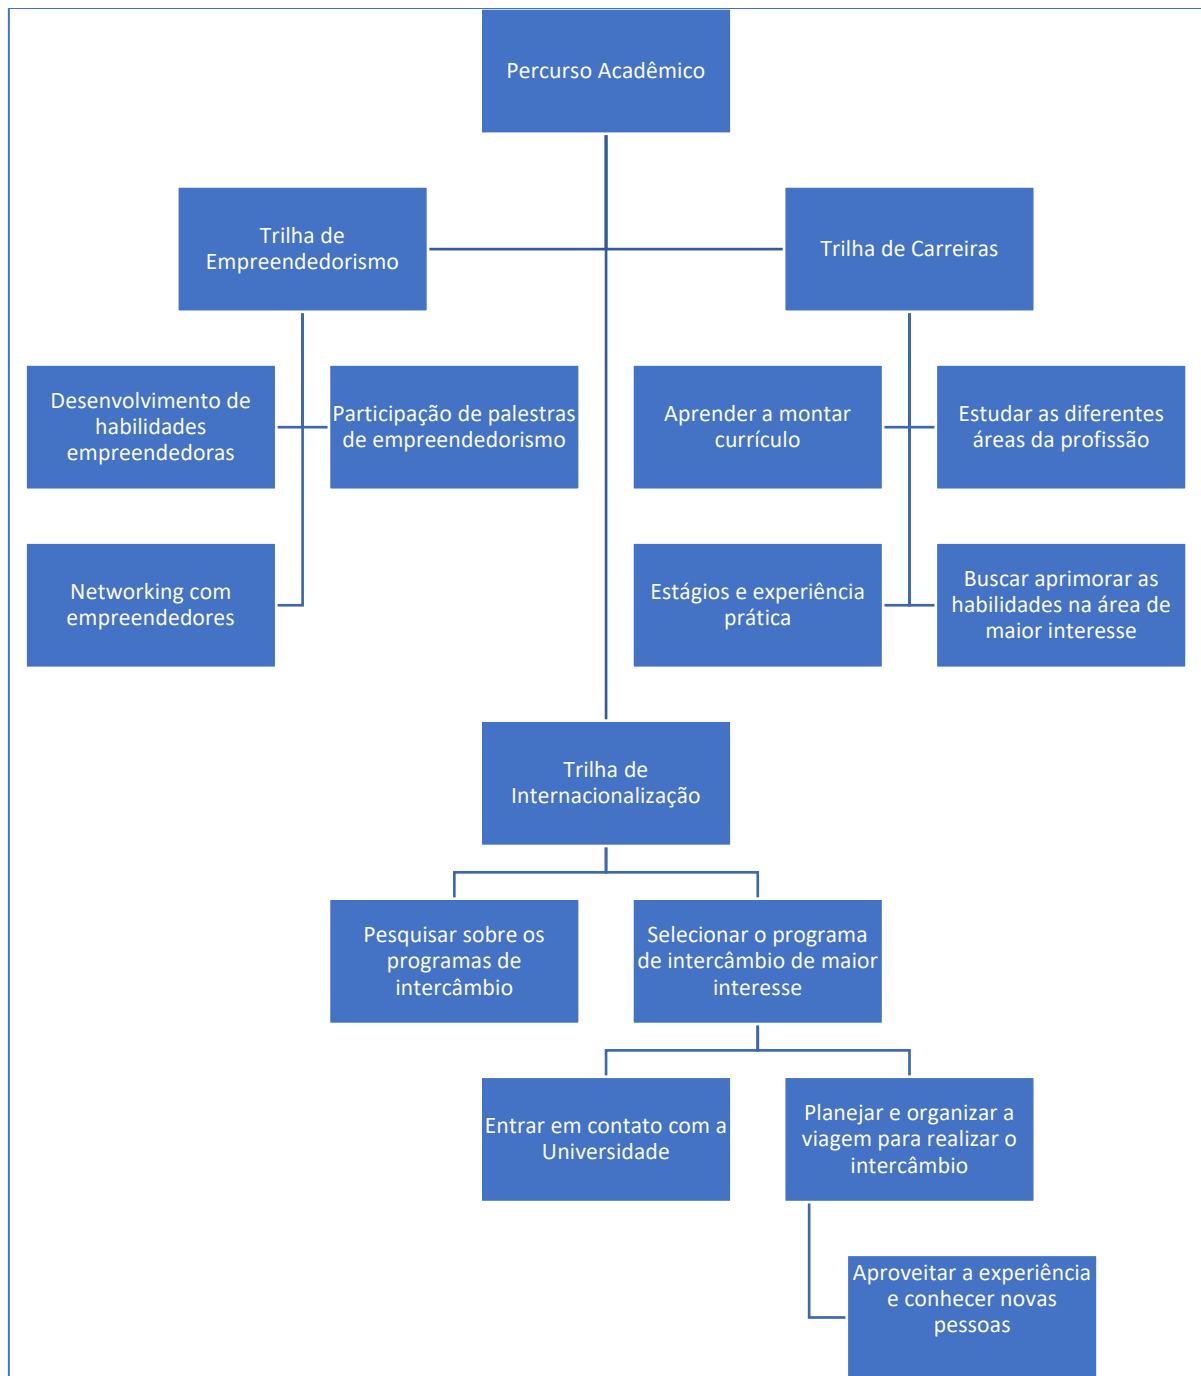 Percurso Acadêmico
Trilha de
Empreendedorismo
Trilha de Carreiras
Desenvolvimento de
habilidades
empreendedoras
Participação de palestras
de empreendedorismo
Aprender a montar
currículo
Estudar as diferentes
áreas da profissão
Networking com
empreendedores
Estágios e experiência
prática
Buscar aprimorar as
habilidades na área de
maior interesse
Trilha de
Internacionalização
Pesquisar sobre os
programas de
intercâmbio
Selecionar o programa
de intercâmbio de maior
interesse
Entrar em contato com a
Universidade
Planejar e organizar a
viagem para realizar o
intercâmbio
Aproveitar a experiência
e conhecer novas
pessoas